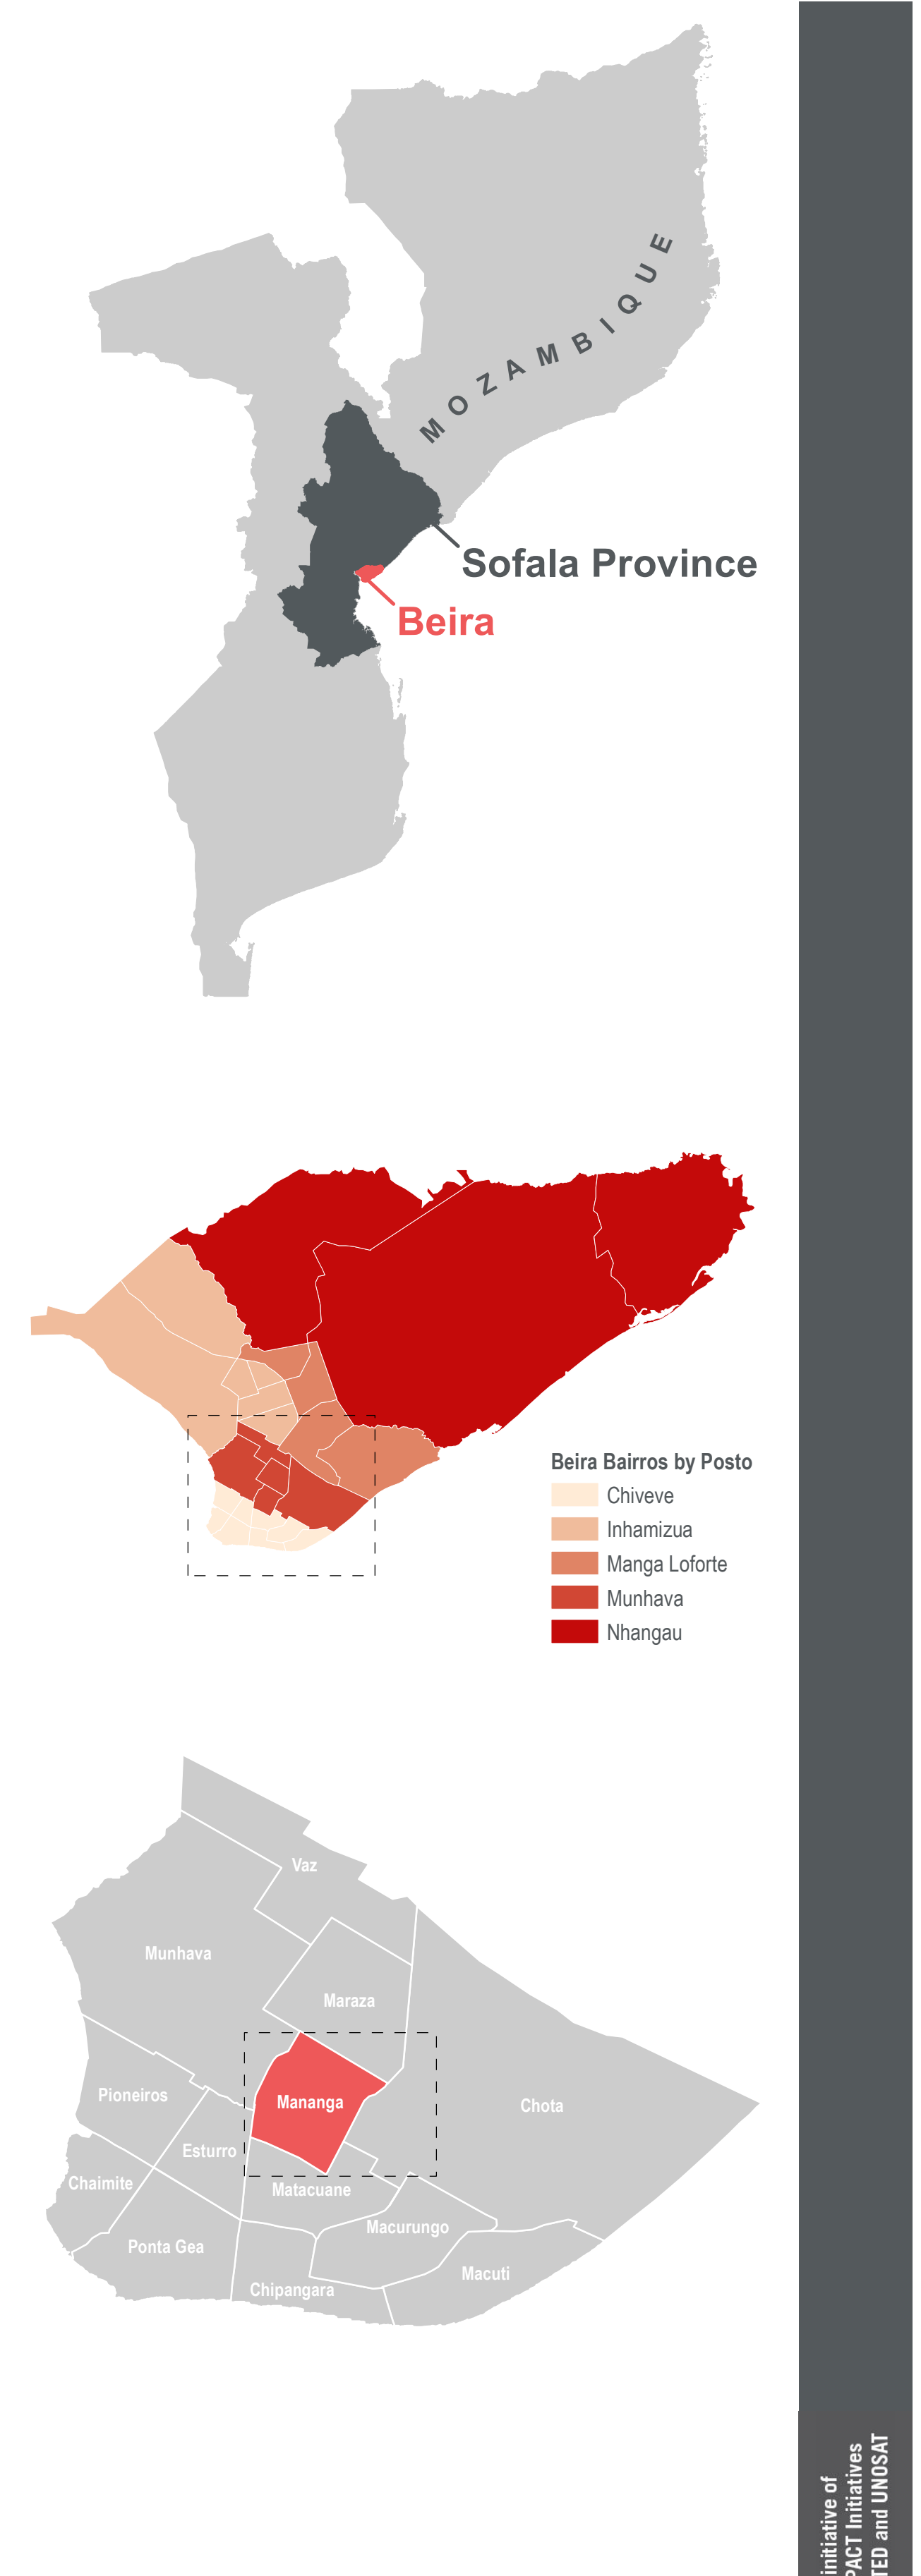 MOZAMBIQUE
Sofala Province
Beira
Beira Bairros by Posto
Chiveve
Inhamizua
Manga Loforte
Munhava
Nhangau
Vaz
Munhava
Maraza
Pioneiros
Mananga
Chota
Esturro
Chaimite
Matacuane
Macurungo
Ponta Gea
Macuti
Chipangara
initiative of
PACT Initiatives
TED and UNOSAT